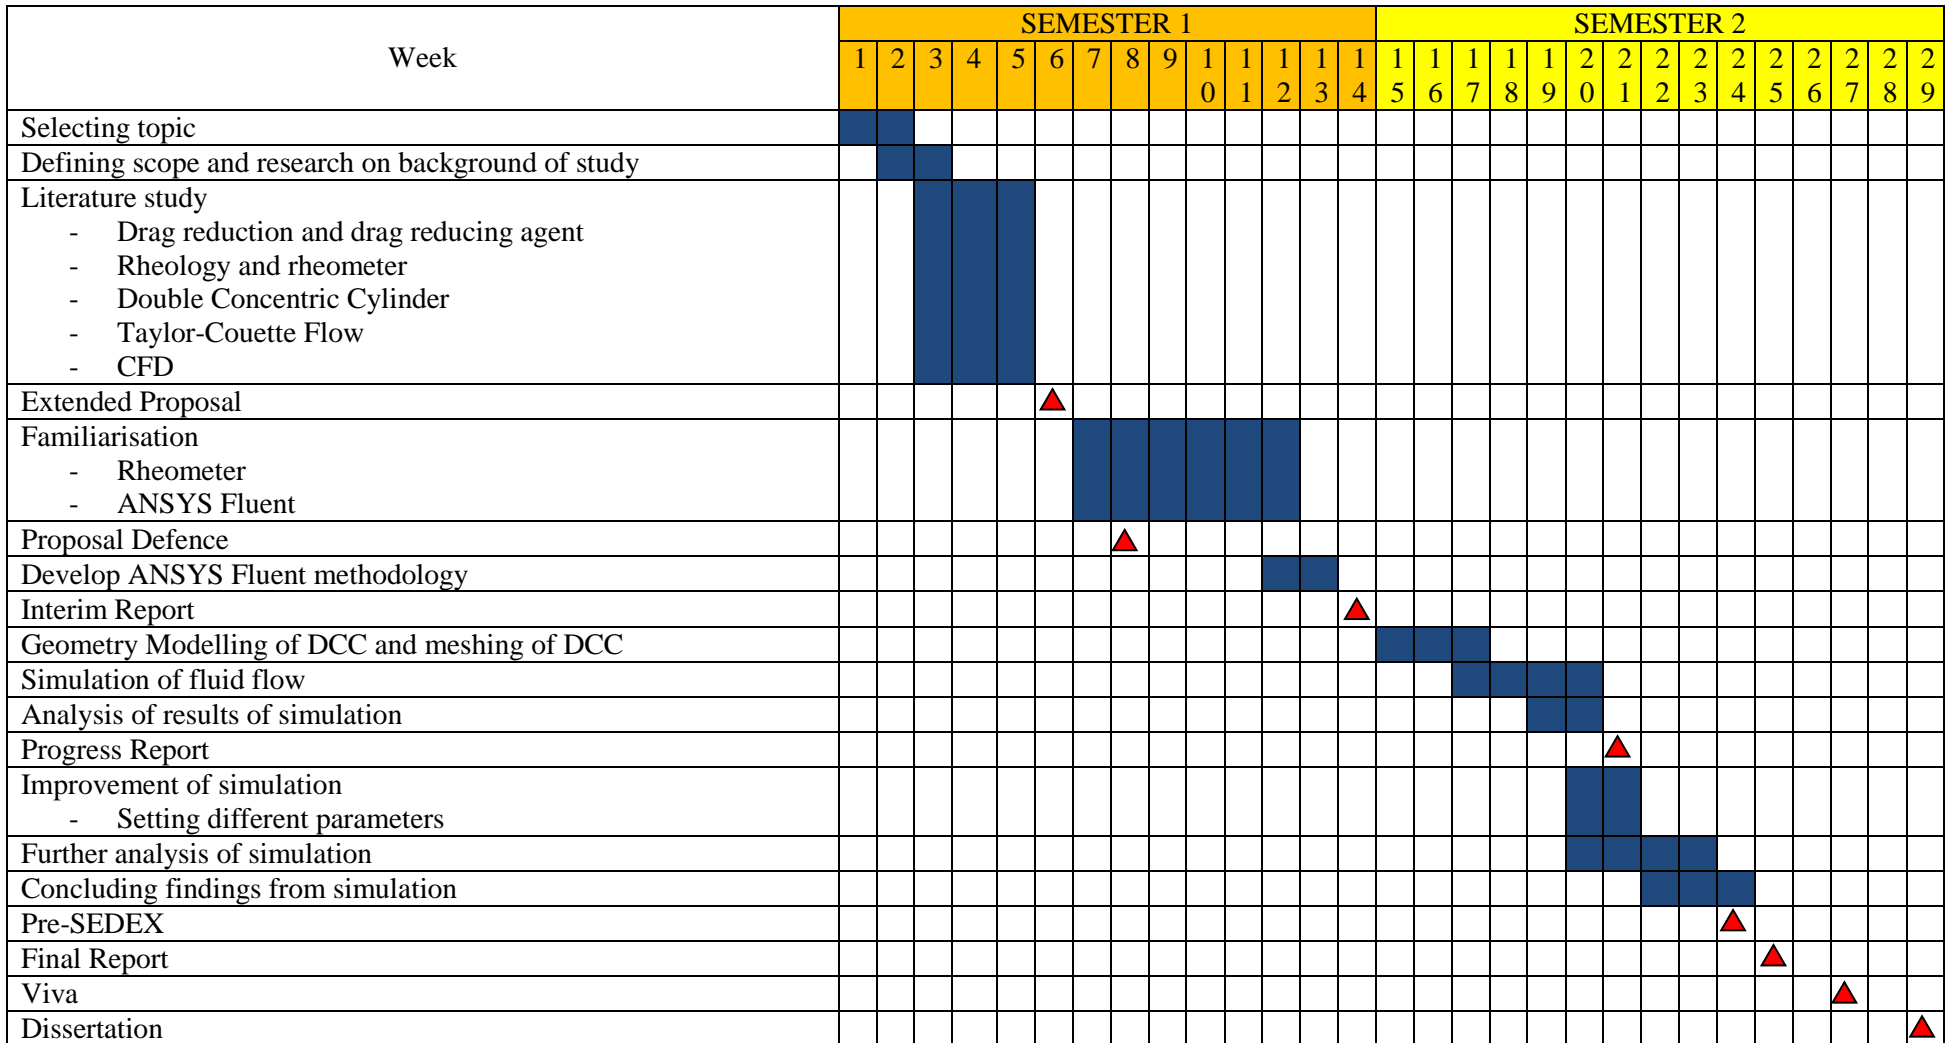 SEMESTER 1 SEMESTER 2
Week 1 2 3 4 5 6 7 8 9 10 11 12 13 14 15 16 17 18 19 20 21 22 23 24 25 26 27 28 29
Selecting topic
Defining scope and research on background of study
Literature study
- Drag reduction and drag reducing agent
- Rheology and rheometer
- Double Concentric Cylinder
- Taylor-Couette Flow
- CFD
Extended Proposal
Familiarisation
- Rheometer
- ANSYS Fluent
Proposal Defence
Develop ANSYS Fluent methodology
Interim Report
Geometry Modelling of DCC and meshing of DCC
Simulation of fluid flow
Analysis of results of simulation
Progress Report
Improvement of simulation
- Setting different parameters
Further analysis of simulation
Concluding findings from simulation
Pre-SEDEX
Final Report
Viva
Dissertation